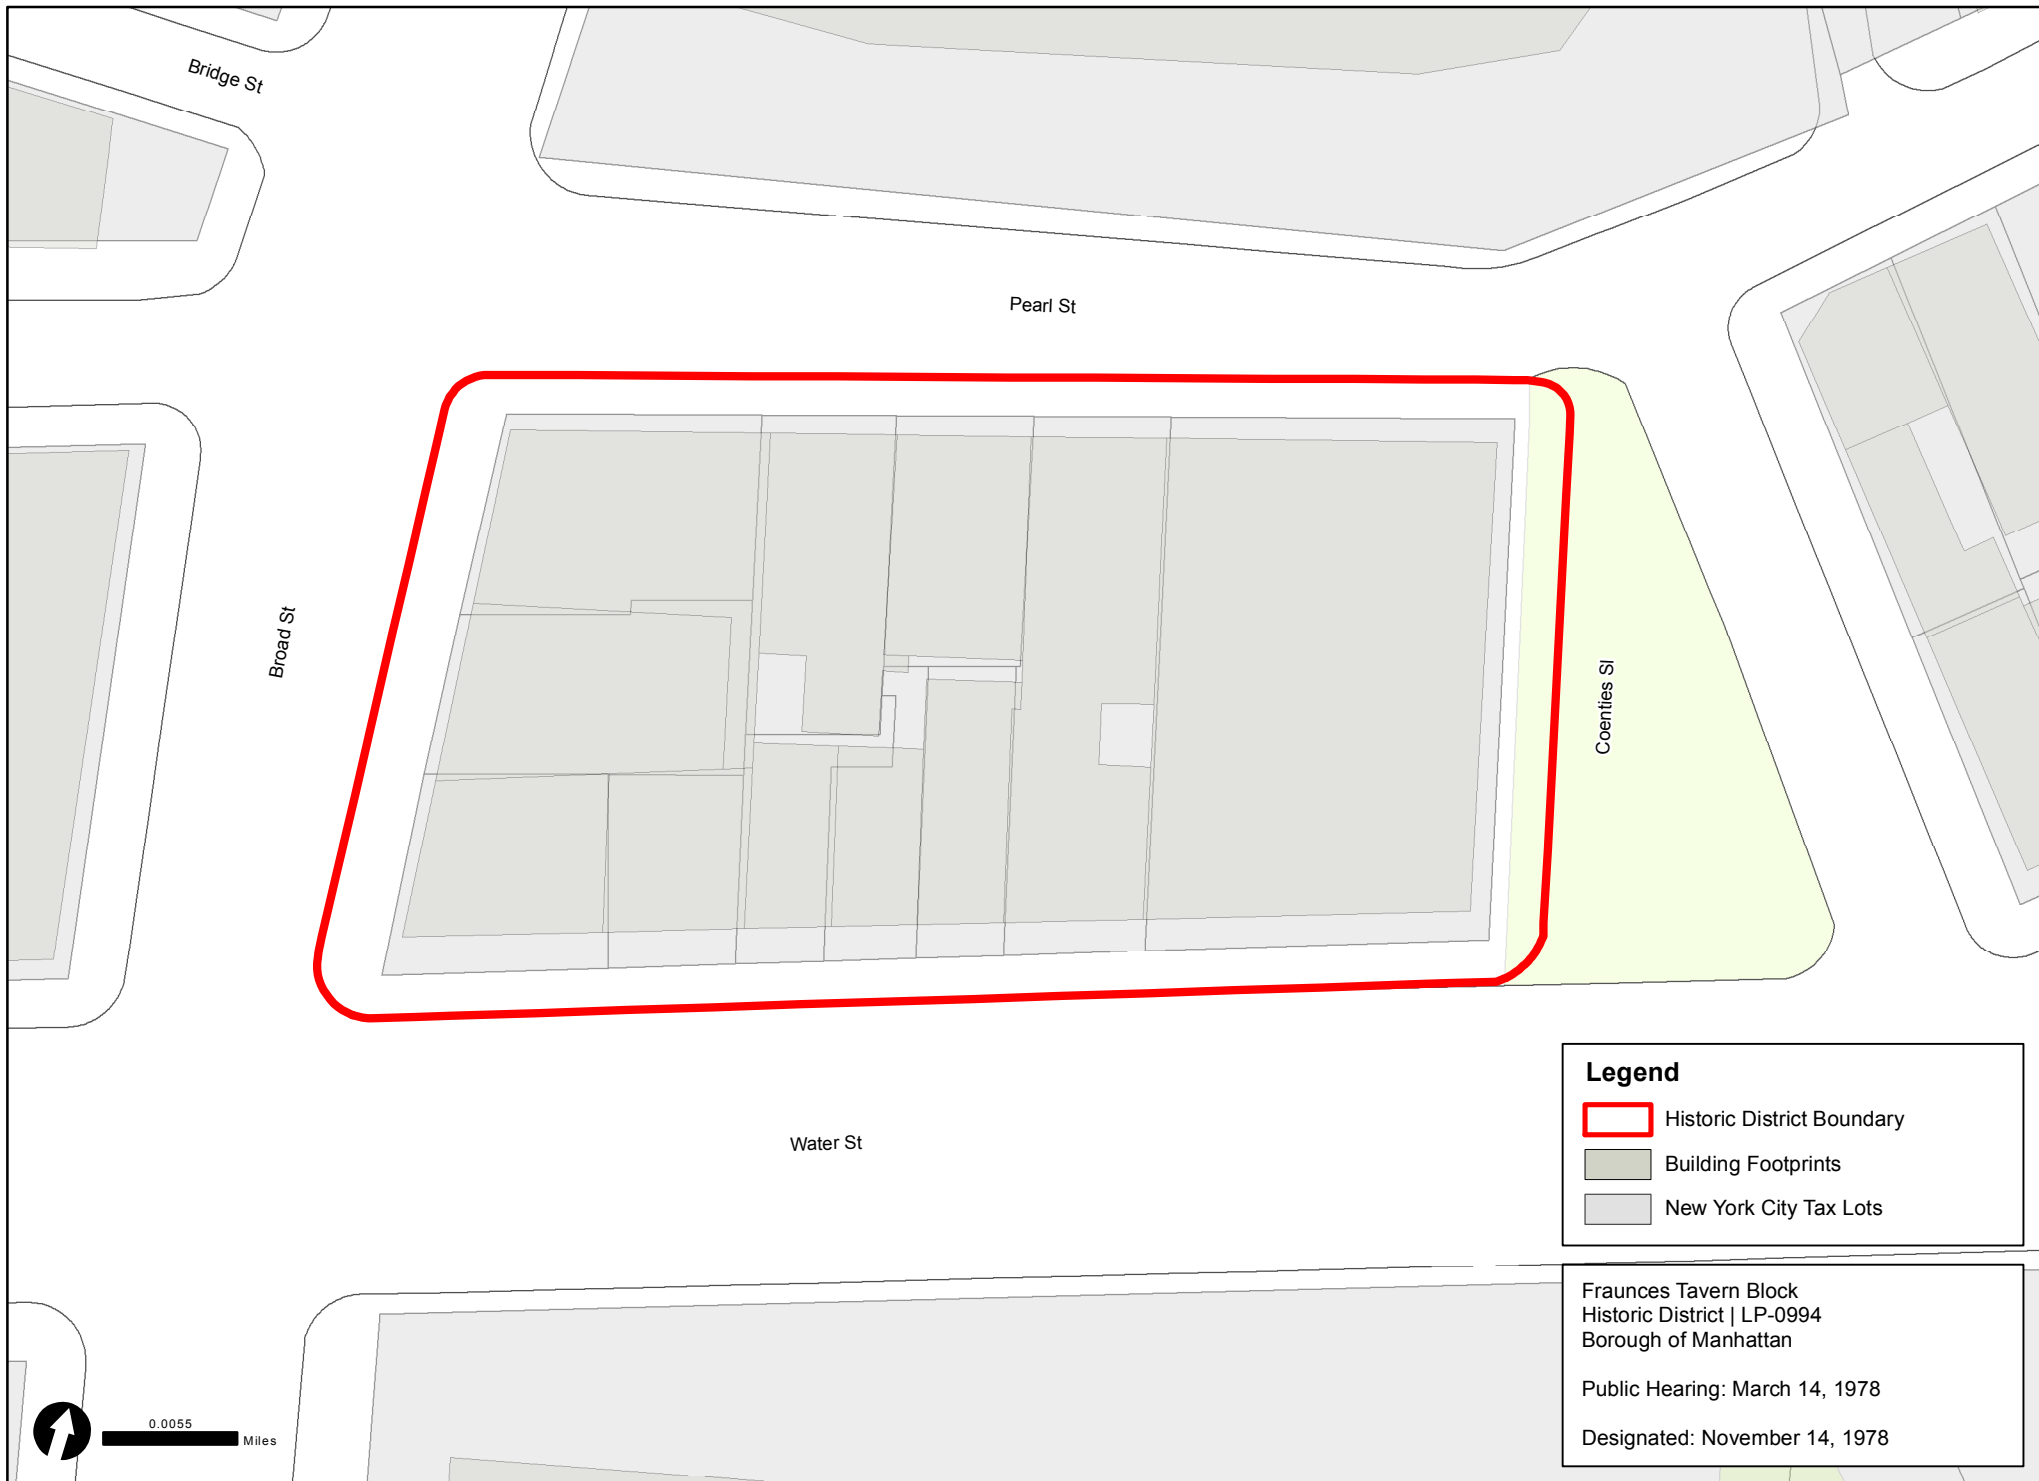 Bridge St
Pearl St
Broad St
Coenties Sl
Water St
Legend
Historic District Boundary
Building Footprints
New York City Tax Lots
Fraunces Tavern Block
Historic District | LP-0994
Borough of Manhattan
Public Hearing: March 14, 1978
Designated: November 14, 1978
0.0055
Miles